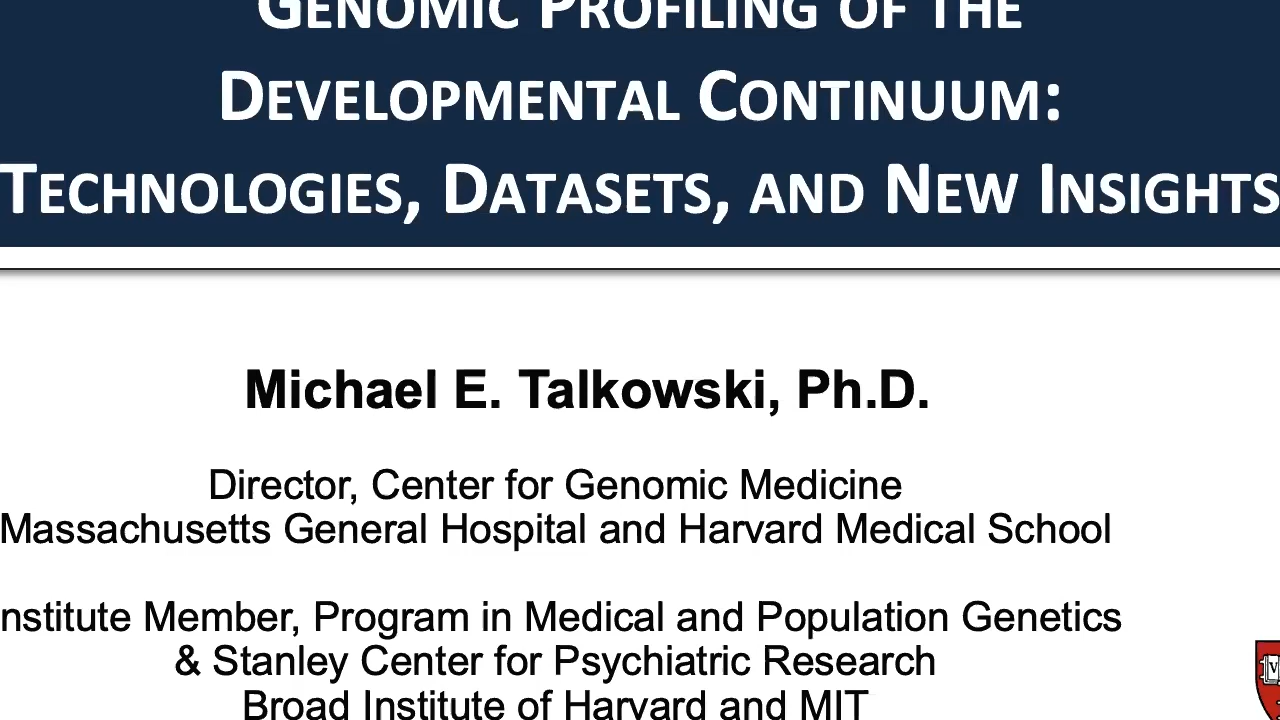 GENOMIC PROFILING OF THE
DEVELOPMENTAL CONTINUUM:
TECHNOLOGIES, DATASETS, AND NEW INSIGHTS
Michael E. Talkowski, Ph.D.
Director, Center for Genomic Medicine
Massachusetts General Hospital and Harvard Medical School
nstitute Member, Program in Medical and Population Genetics
& Stanley Center for Psychiatric Research
Broad Institute of Harvard and MIT